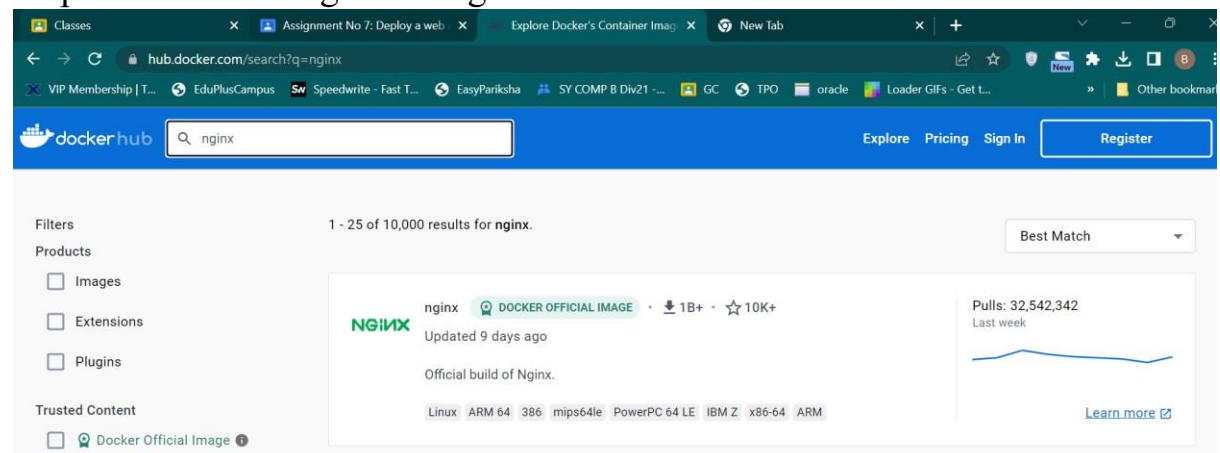 Classes
Assignment No 7: Deploy a web
Explore Docker's Container Imag
New Tab
hub.docker.com/search?q=nginx
New
B
VIP Membership | T... EduPlusCampus Sw Speedwrite - Fast T... EasyPariksha SY COMP B Div21 -... GC TPO oracle Loader GIFs - Get t... » Other bookmar
dockerhub nginx Explore Pricing Sign In Register
Filters
1 - 25 of 10,000 results for nginx.
Best Match
Products
Images
Extensions
Plugins
Trusted Content
Docker Official Image
NGINX
nginx DOCKER OFFICIAL IMAGE · 1B+ · 10K+
Updated 9 days ago
Official build of Nginx.
Linux ARM 64 386 mips64le PowerPC 64 LE IBM Z x86-64 ARM
Pulls: 32,542,342
Last week
Learn more